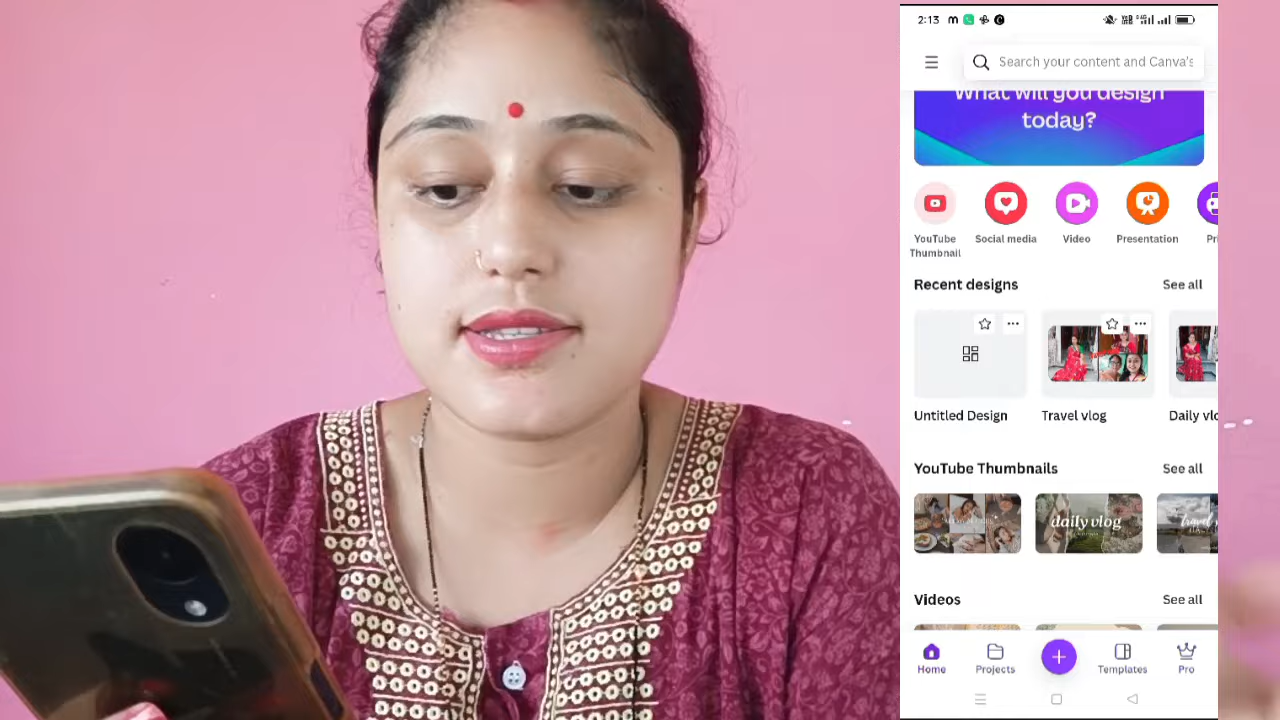 2:13
Search your content and Canva's
What will you design
today?
YouTube
Thumbnail
Social media
Video
Presentation
Pri
Recent designs
See all
Untitled Design
Travel vlog
Daily vlo
YouTube Thumbnails
See all
daily vlog
travel
Videos
See all
Home
Projects
Templates
Pro